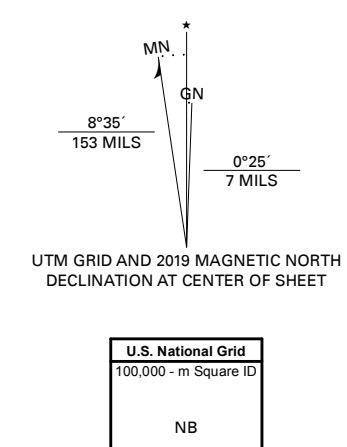 ★
MN
GN
8°35´
153 MILS
0°25´
7 MILS
UTM GRID AND 2019 MAGNETIC NORTH
DECLINATION AT CENTER OF SHEET
U.S. National Grid
100,000 - m Square ID
NB